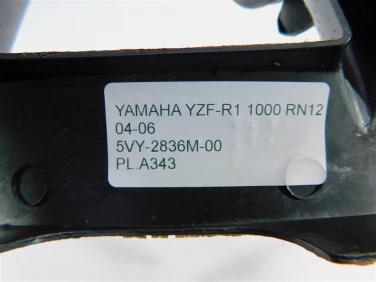 YAMAHA YZF-R1 1000 RN12
04-06
5VY-2836M-00
PL.A343